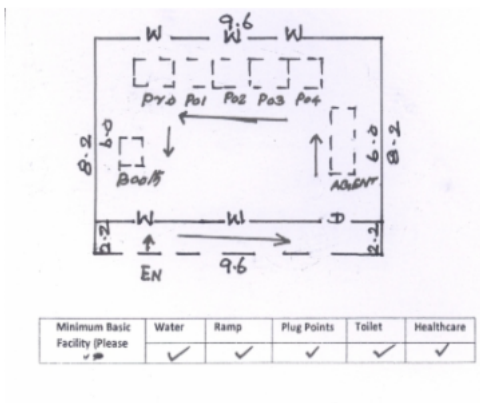 9.6
W W W
Pro Po1 Po2 Po3 Po4
8.2 6.0 6.0 8.2
Booth AGENT
W W D
2.2 2.2
EN 9.6
Minimum Basic Facility (Please Water Ramp Plug Points Toilet Healthcare
✓ ✓ ✓ ✓ ✓ ✓